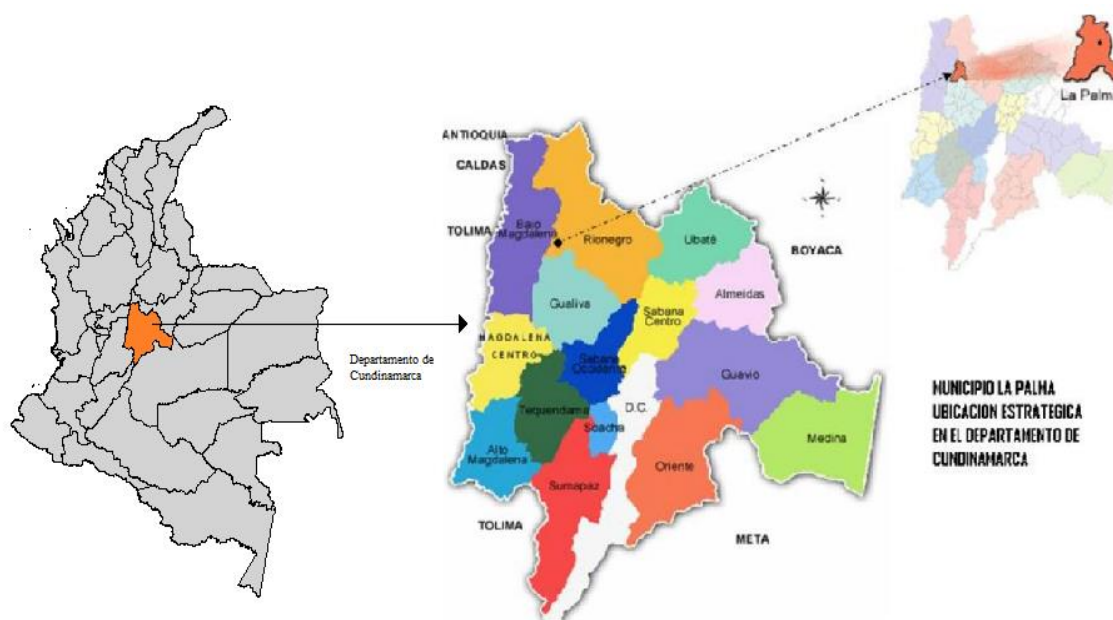 Departamento de
Cundinamarca
ANTIOQUIA
CALDAS
TOLIMA
Bajo
Magdalena
Rionegro
Ubaté
BOYACA
Gualiva
Sabana
Centro
Almeidas
MAGDALENA
CENTRO
Sabana
Occidente
Guavio
Tequendama
D.C.
Soacha
Alto
Magdalena
Oriente
Medina
Sumapaz
TOLIMA
META
La Palm
MUNICIPIO LA PALMA
UBICACION ESTRATEGICA
EN EL DEPARTAMENTO DE
CUNDINAMARCA